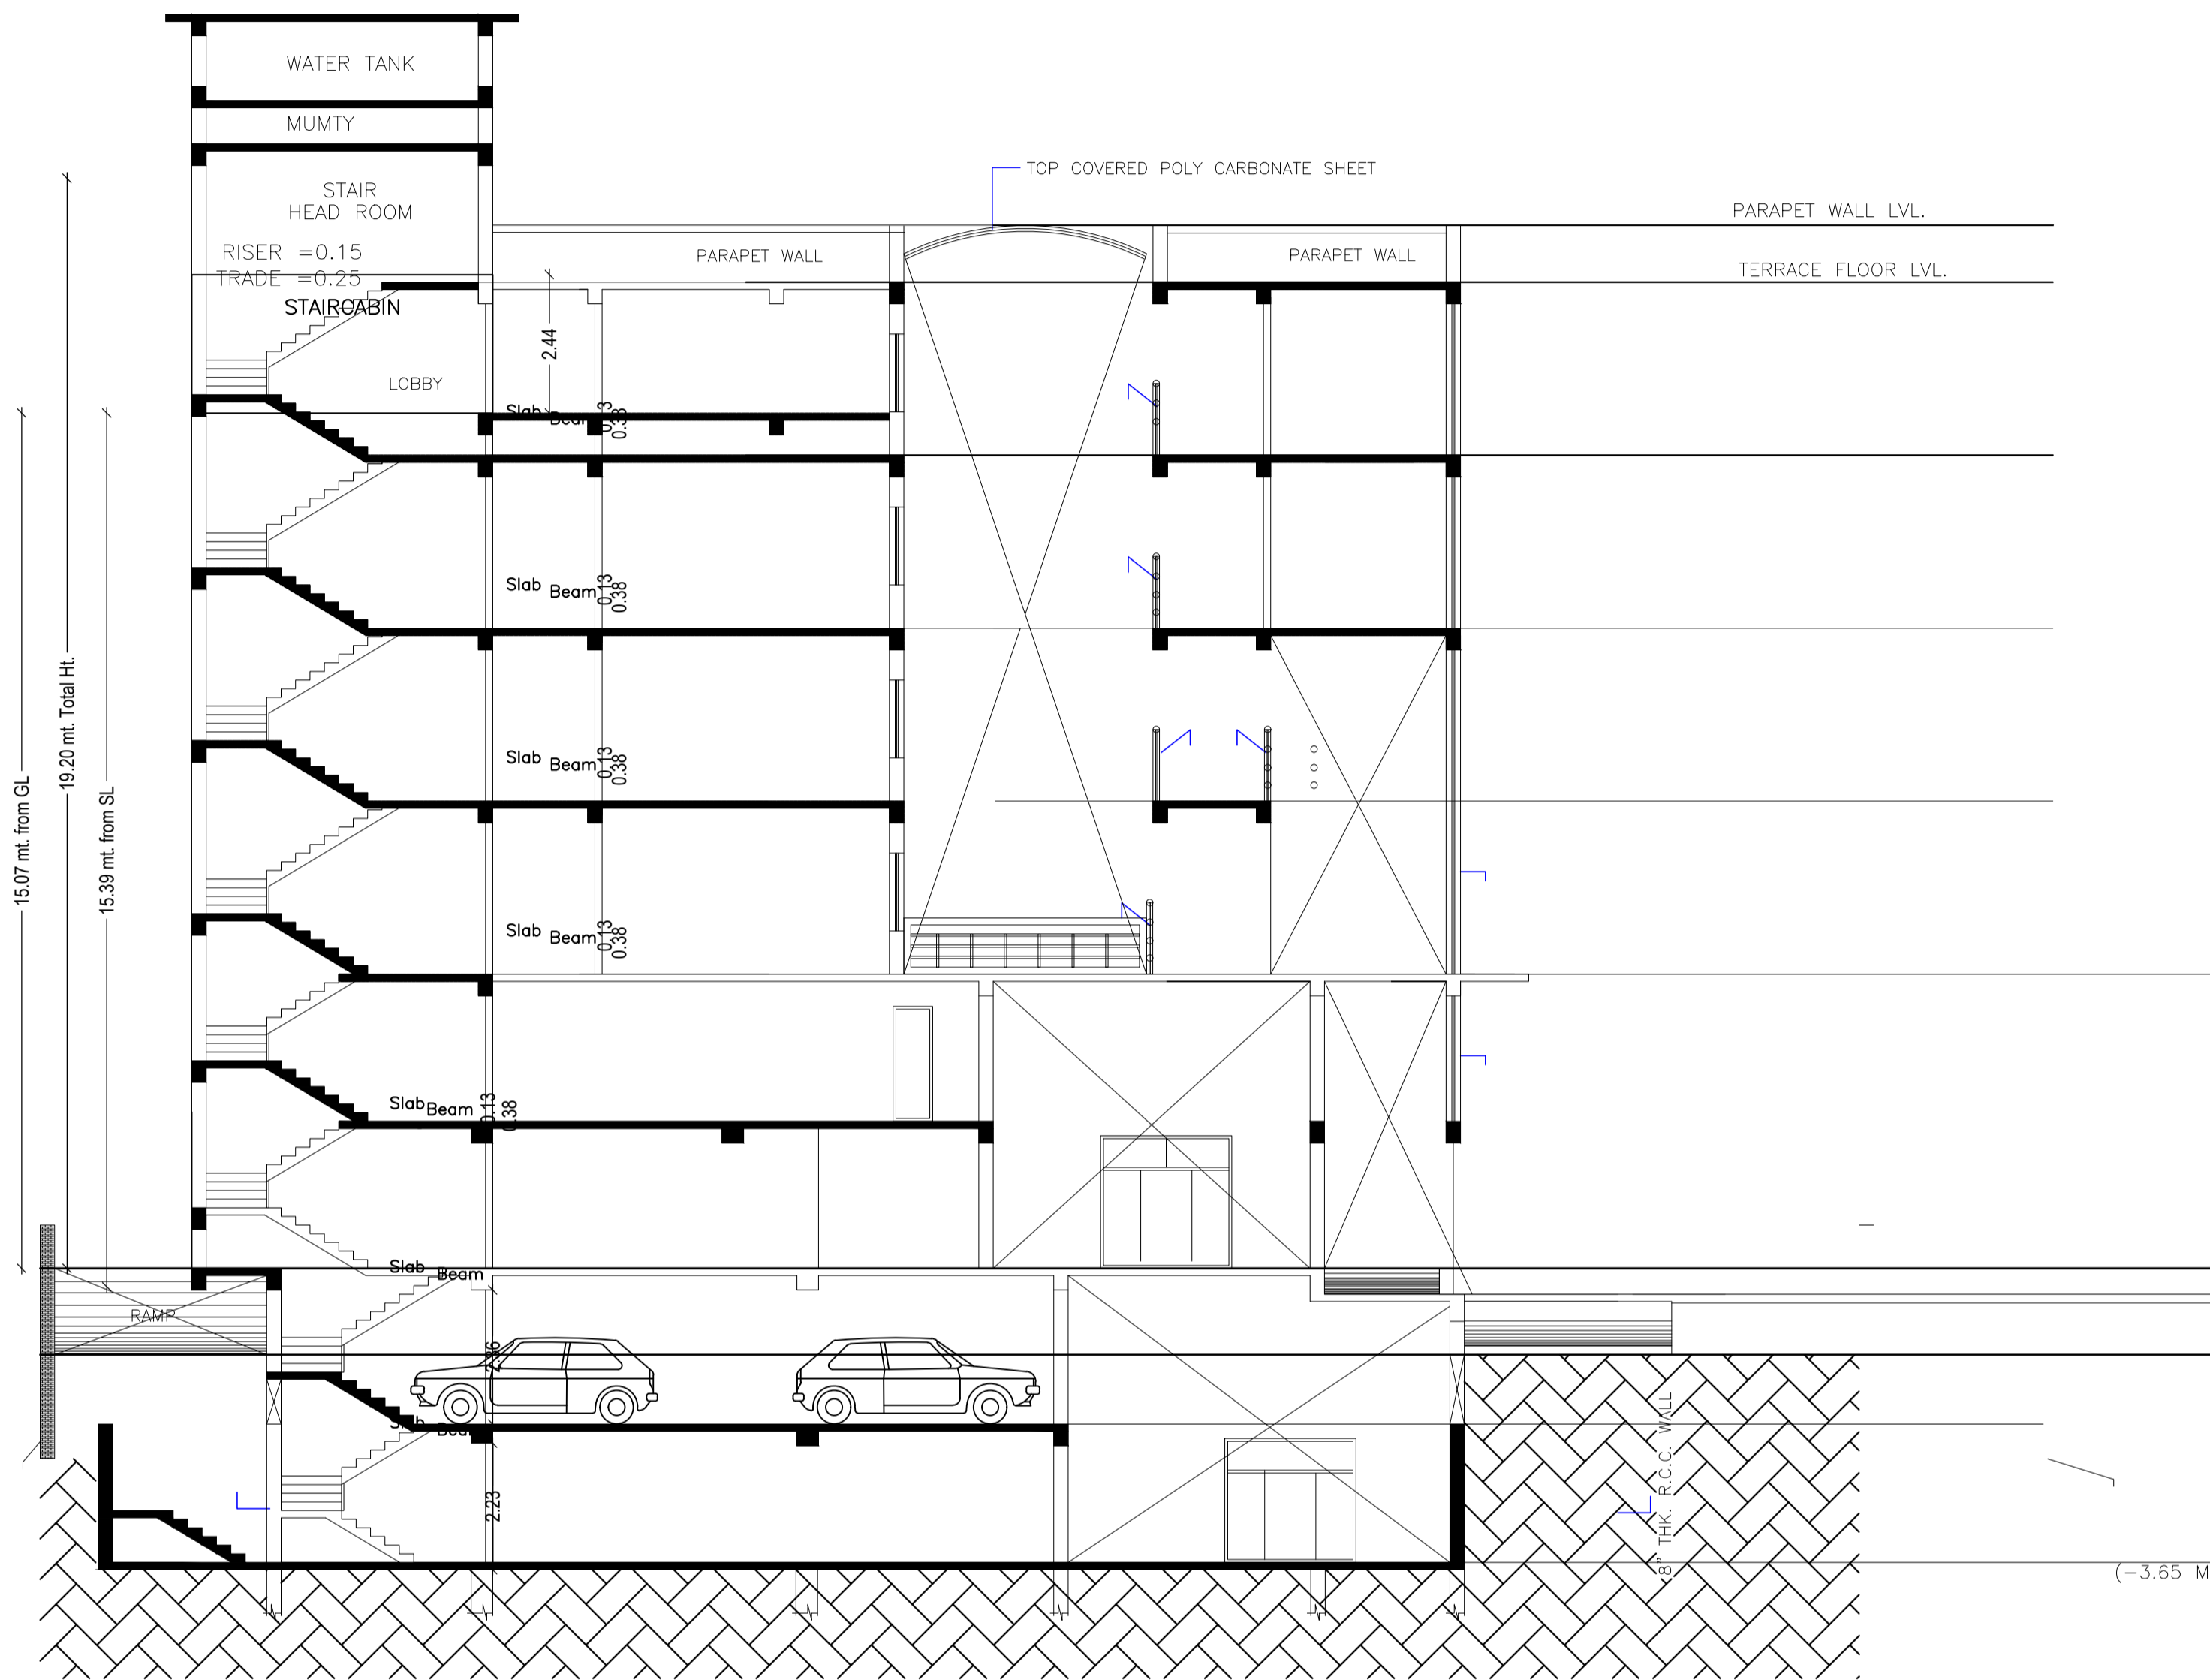 WATER TANK
MUMTY
STAIR
HEAD ROOM
RISER =0.15
TRADE =0.25
STAIRCABIN
LOBBY
TOP COVERED POLY CARBONATE SHEET
PARAPET WALL
PARAPET WALL
PARAPET WALL LVL.
TERRACE FLOOR LVL.
2.44
Slab
Beam
0.13
0.38
Slab
Beam
0.13
0.38
Slab
Beam
0.13
0.38
Slab
Beam
0.13
0.38
Slab
Beam
0.13
0.38
15.07 mt. from GL
19.20 mt. Total Ht.
15.39 mt. from SL
Slab
Beam
RAMP
2.36
Slab
Beam
2.23
8" THK. R.C.C. WALL
(-3.65 M